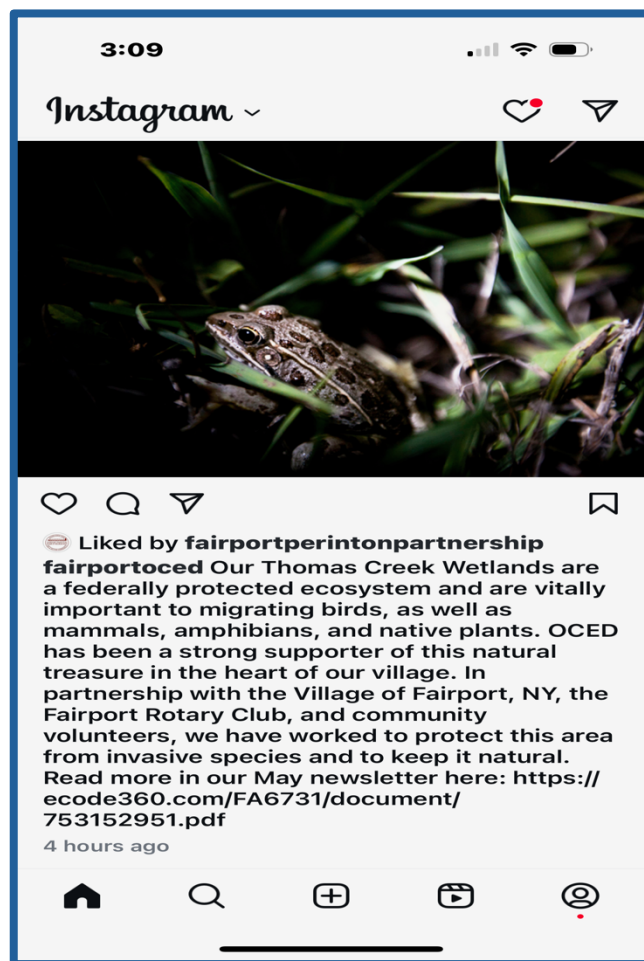 3:09
Instagram
Liked by fairportperintonpartnership
fairportoced Our Thomas Creek Wetlands are
a federally protected ecosystem and are vitally
important to migrating birds, as well as
mammals, amphibians, and native plants. OCED
has been a strong supporter of this natural
treasure in the heart of our village. In
partnership with the Village of Fairport, NY, the
Fairport Rotary Club, and community
volunteers, we have worked to protect this area
from invasive species and to keep it natural.
Read more in our May newsletter here: https://
ecode360.com/FA6731/document/
753152951.pdf
4 hours ago